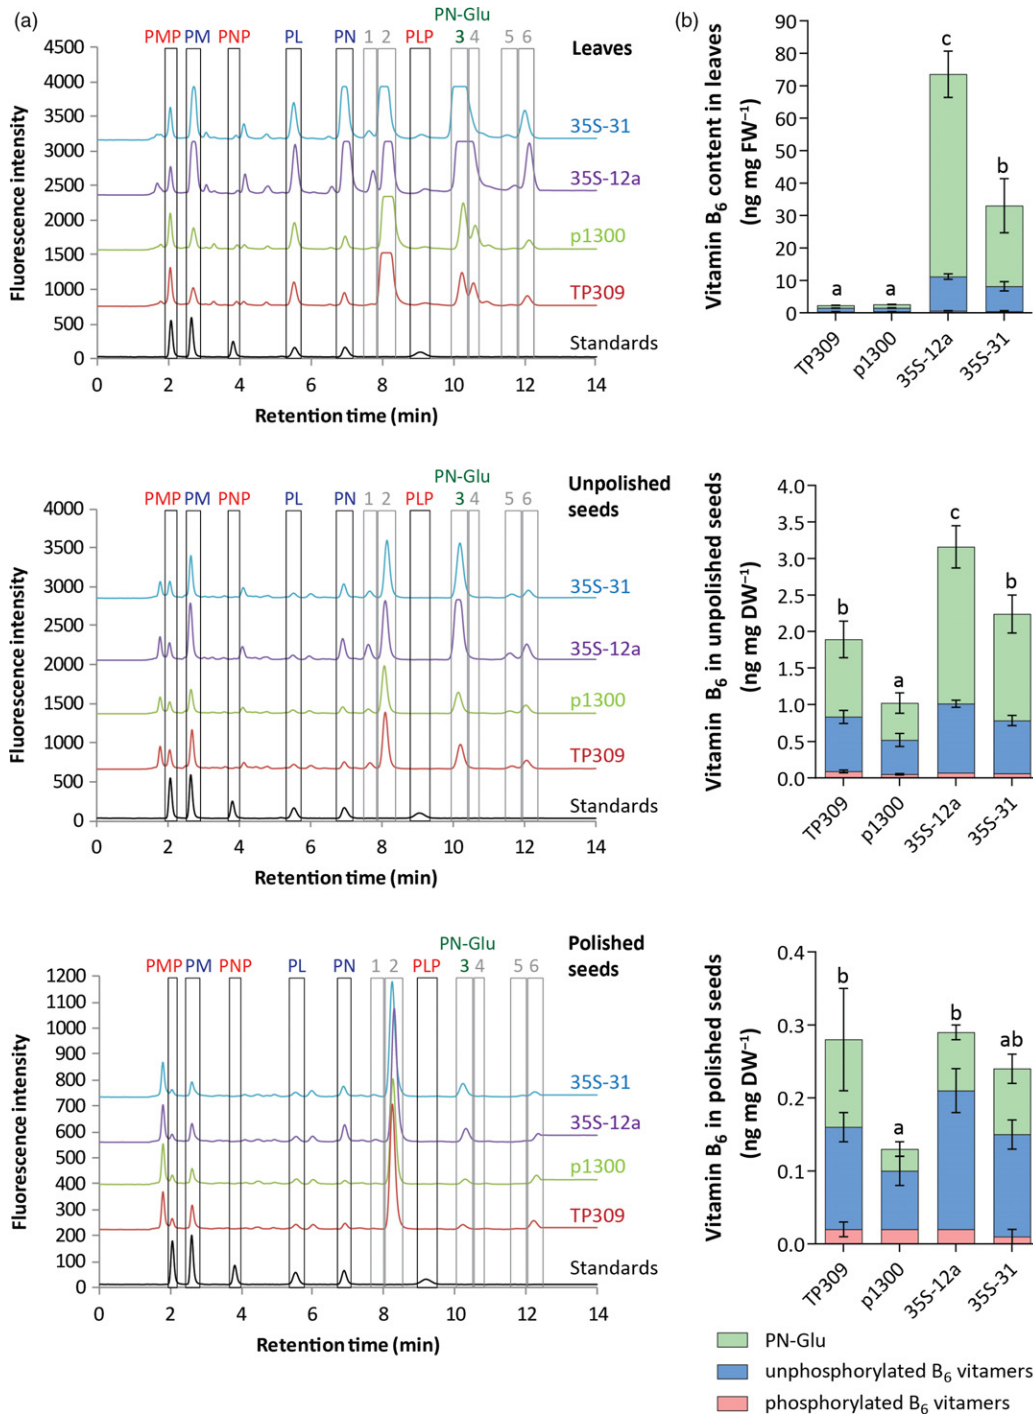 (a)
PN-Glu
PMP PM PNP PL PN 1 2 PLP 3 4 5 6 Leaves
4500
4000
3500
3000
2500
2000
1500
1000
500
0
Fluorescence intensity
35S-31
35S-12a
p1300
TP309
Standards
0 2 4 6 8 10 12 14
Retention time (min)
(b)
Vitamin B6 content in leaves
(ng mg FW⁻¹)
90
80
70
60
50
40
30
20
10
0
a a c b
TP309 p1300 35S-12a 35S-31
PN-Glu
PMP PM PNP PL PN 1 2 PLP 3 4 5 6 Unpolished
seeds
4000
3500
3000
2500
2000
1500
1000
500
0
Fluorescence intensity
35S-31
35S-12a
p1300
TP309
Standards
0 2 4 6 8 10 12 14
Retention time (min)
Vitamin B6 in unpolished seeds
(ng mg DW⁻¹)
4.0
3.5
3.0
2.5
2.0
1.5
1.0
0.5
0.0
b a c b
TP309 p1300 35S-12a 35S-31
PN-Glu
PMP PM PNP PL PN 1 2 PLP 3 4 5 6 Polished
seeds
1200
1100
1000
900
800
700
600
500
400
300
200
100
0
Fluorescence intensity
35S-31
35S-12a
p1300
TP309
Standards
0 2 4 6 8 10 12 14
Retention time (min)
Vitamin B6 in polished seeds
(ng mg DW⁻¹)
0.4
0.3
0.2
0.1
0.0
b a b ab
TP309 p1300 35S-12a 35S-31
PN-Glu
unphosphorylated B6 vitamers
phosphorylated B6 vitamers